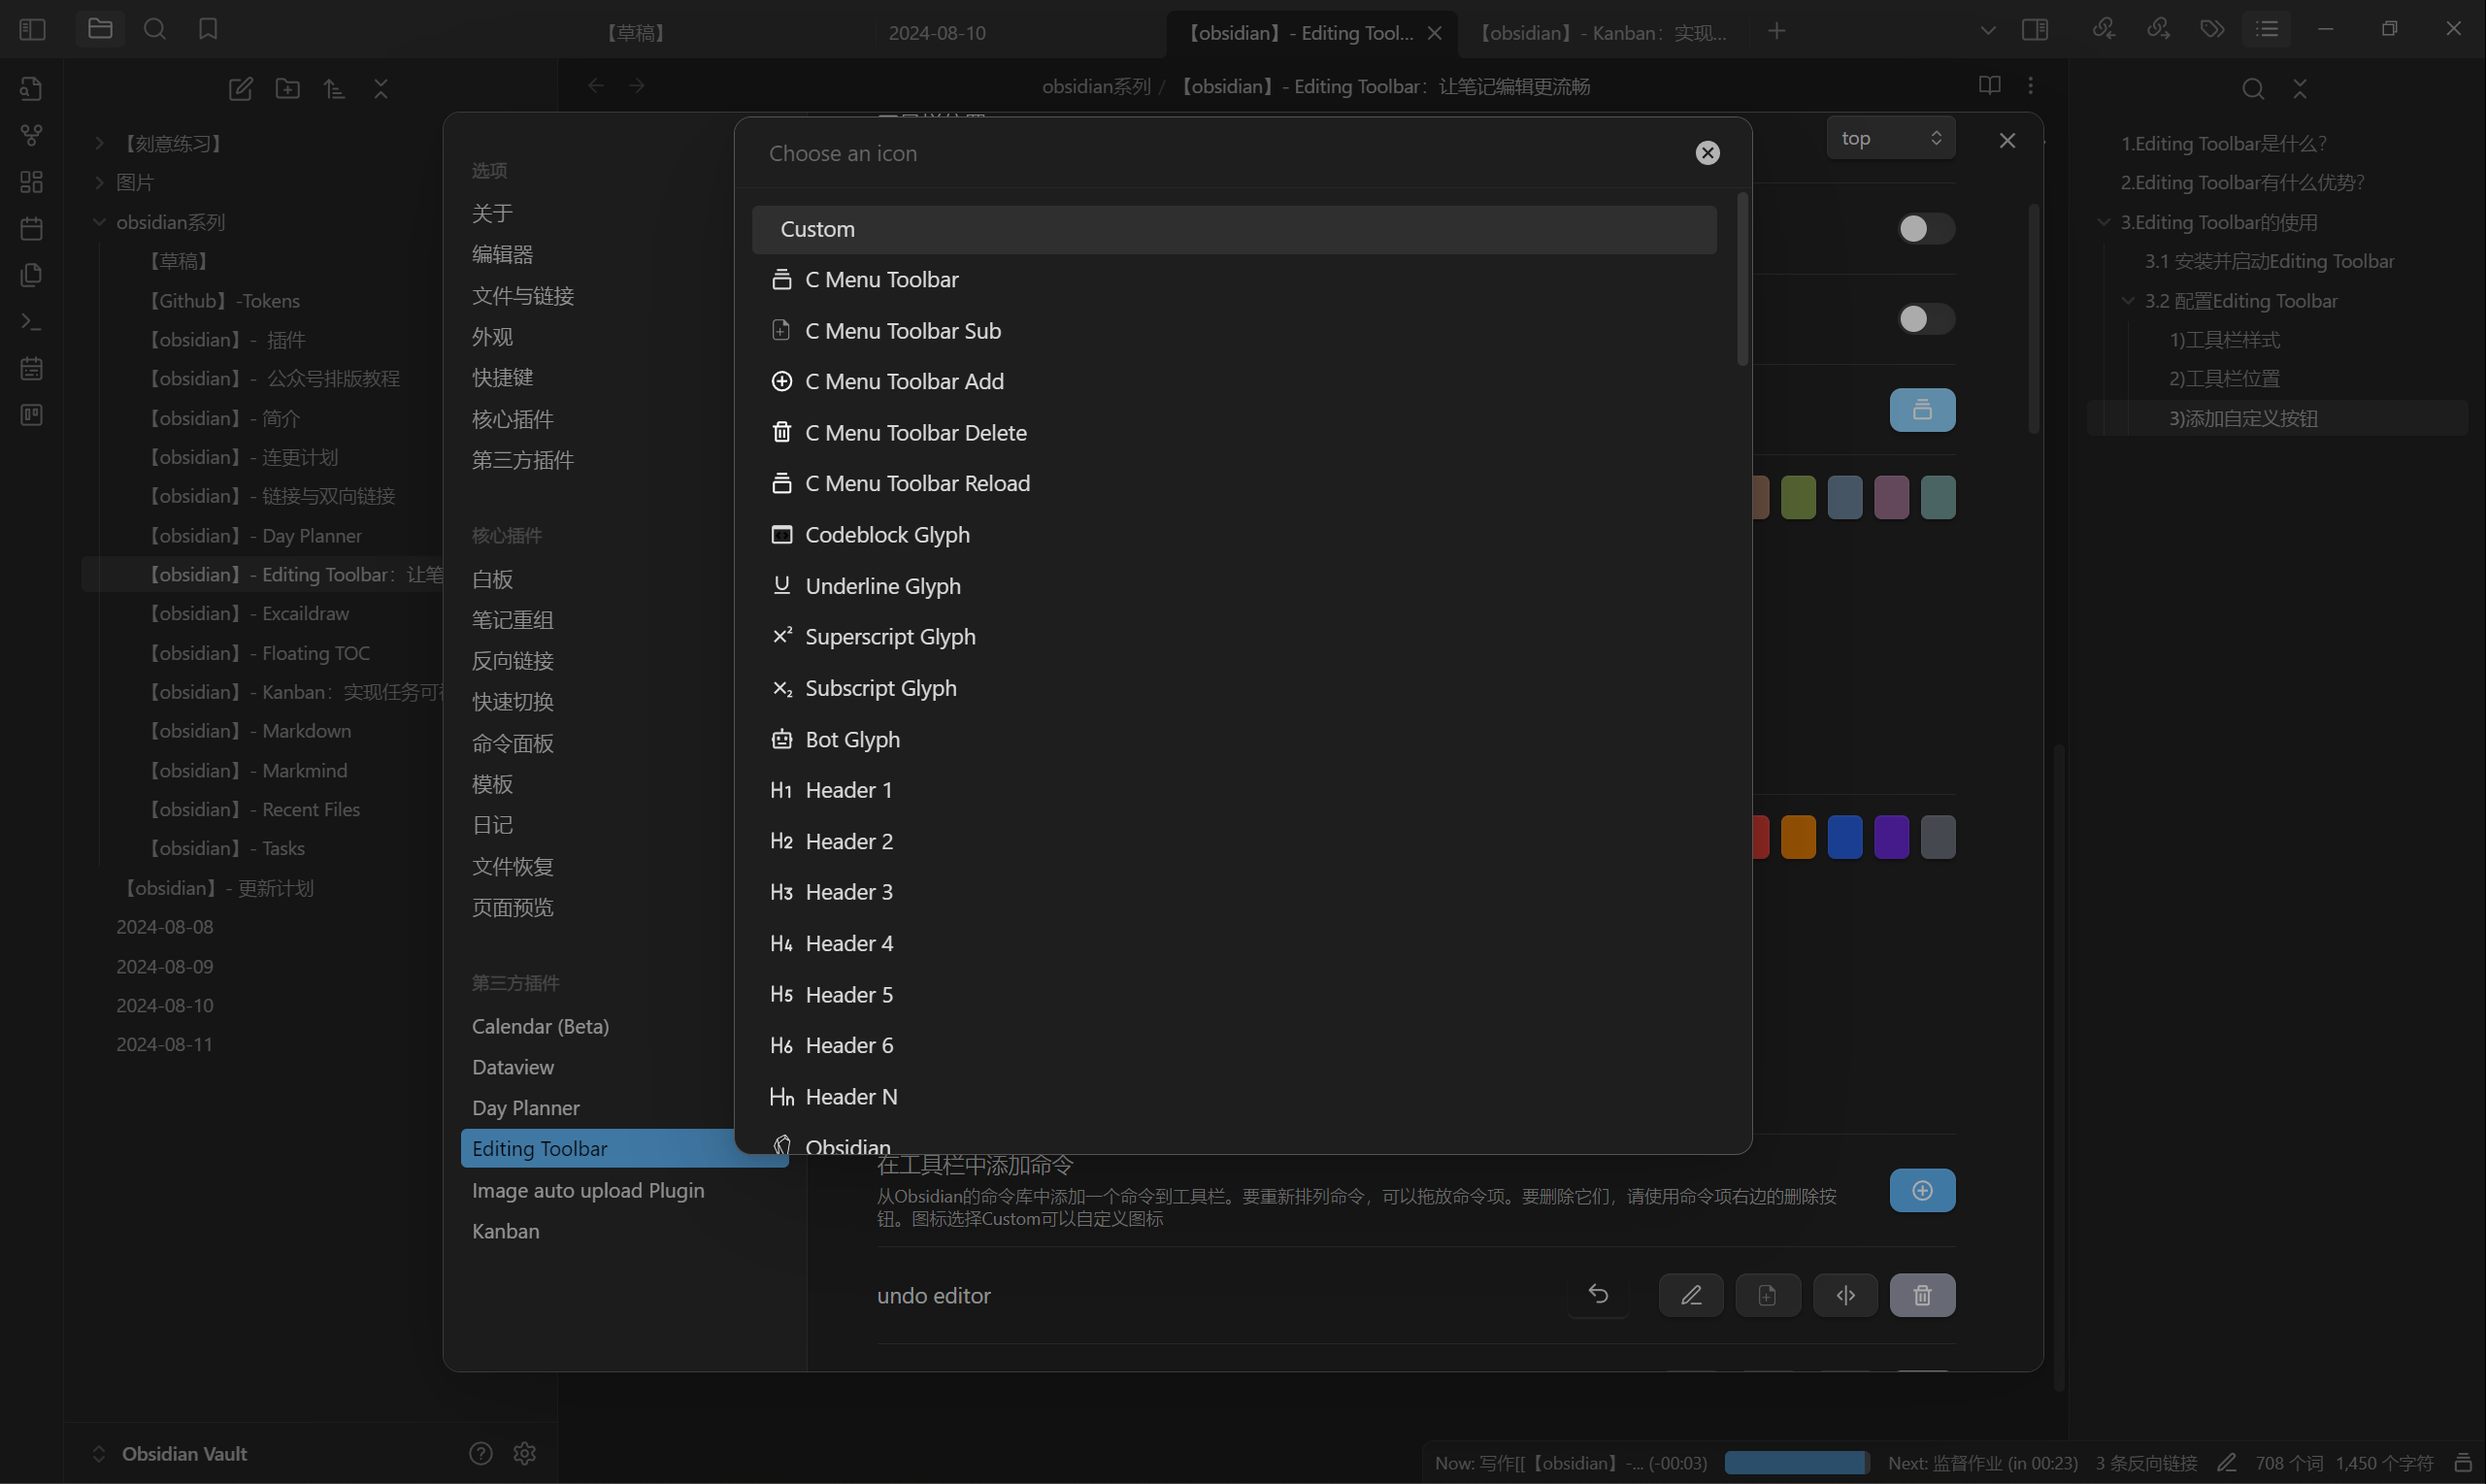 【草稿】
2024-08-10
【obsidian】- Editing Tool...
【obsidian】- Kanban：实现...
obsidian系列 / 【obsidian】- Editing Toolbar：让笔记编辑更流畅
【刻意练习】
图片
obsidian系列
【草稿】
【Github】-Tokens
【obsidian】- 插件
【obsidian】- 公众号排版教程
【obsidian】- 简介
【obsidian】- 连更计划
【obsidian】- 链接与双向链接
【obsidian】- Day Planner
【obsidian】- Editing Toolbar：让笔
【obsidian】- Excaildraw
【obsidian】- Floating TOC
【obsidian】- Kanban：实现任务可
【obsidian】- Markdown
【obsidian】- Markmind
【obsidian】- Recent Files
【obsidian】- Tasks
【obsidian】- 更新计划
2024-08-08
2024-08-09
2024-08-10
2024-08-11
Obsidian Vault
选项
关于
编辑器
文件与链接
外观
快捷键
核心插件
第三方插件
核心插件
白板
笔记重组
反向链接
快速切换
命令面板
模板
日记
文件恢复
页面预览
第三方插件
Calendar (Beta)
Dataview
Day Planner
Editing Toolbar
Image auto upload Plugin
Kanban
Choose an icon
Custom
C Menu Toolbar
C Menu Toolbar Sub
C Menu Toolbar Add
C Menu Toolbar Delete
C Menu Toolbar Reload
Codeblock Glyph
Underline Glyph
Superscript Glyph
Subscript Glyph
Bot Glyph
H1 Header 1
H2 Header 2
H3 Header 3
H4 Header 4
H5 Header 5
H6 Header 6
Hn Header N
Obsidian
top
在工具栏中添加命令
从Obsidian的命令库中添加一个命令到工具栏。要重新排列命令，可以拖放命令项。要删除它们，请使用命令项右边的删除按
钮。图标选择Custom可以自定义图标
undo editor
1.Editing Toolbar是什么?
2.Editing Toolbar有什么优势?
3.Editing Toolbar的使用
3.1 安装并启动Editing Toolbar
3.2 配置Editing Toolbar
1)工具栏样式
2)工具栏位置
3)添加自定义按钮
Now: 写作[[【obsidian】-... (-00:03)
Next: 监督作业 (in 00:23)
3 条反向链接
708 个词
1,450 个字符